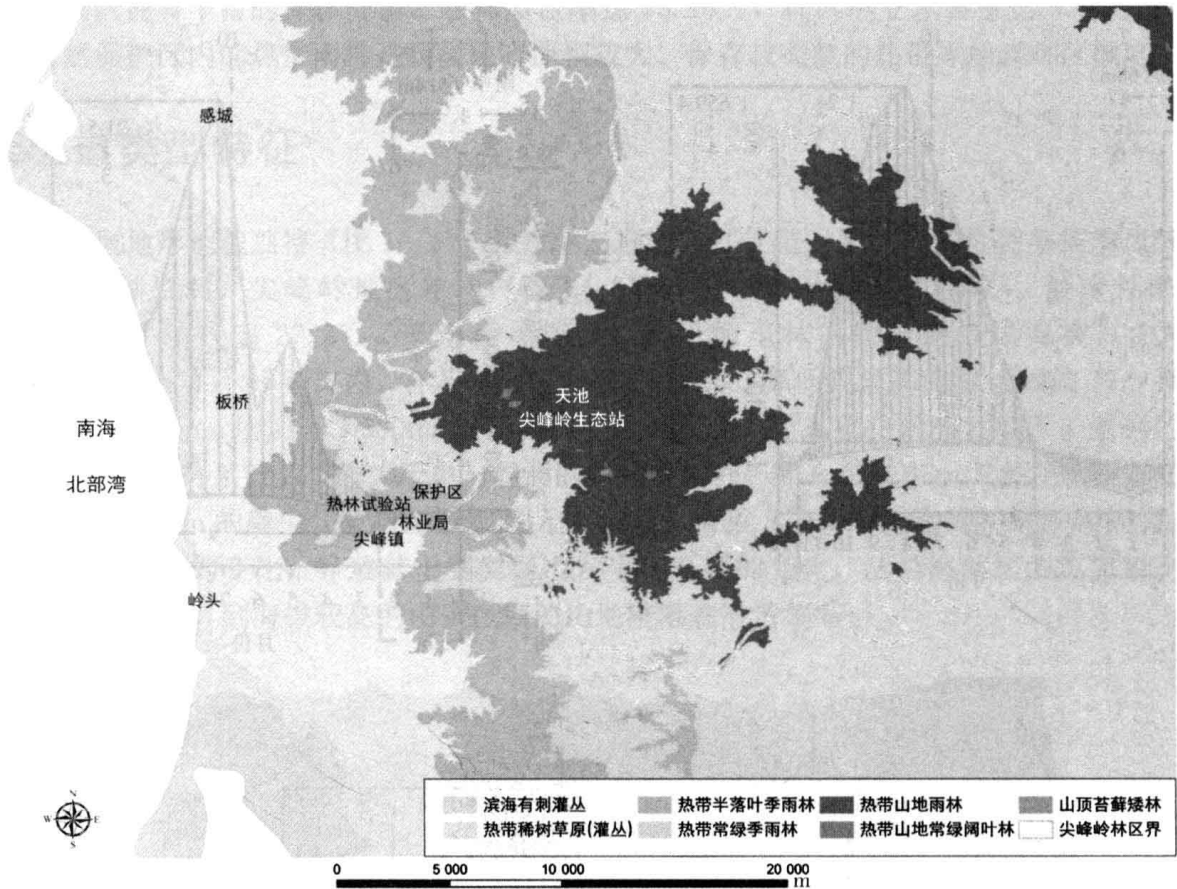 感城
天池
尖峰岭生态站
板桥
南海
北部湾
保护区
热林试验站
林业局
尖峰镇
岭头
N
W E
S
滨海有刺灌丛 热带半落叶季雨林 热带山地雨林 山顶苔藓矮林
热带稀树草原(灌丛) 热带常绿季雨林 热带山地常绿阔叶林 尖峰岭林区界
0 5 000 10 000 20 000
m